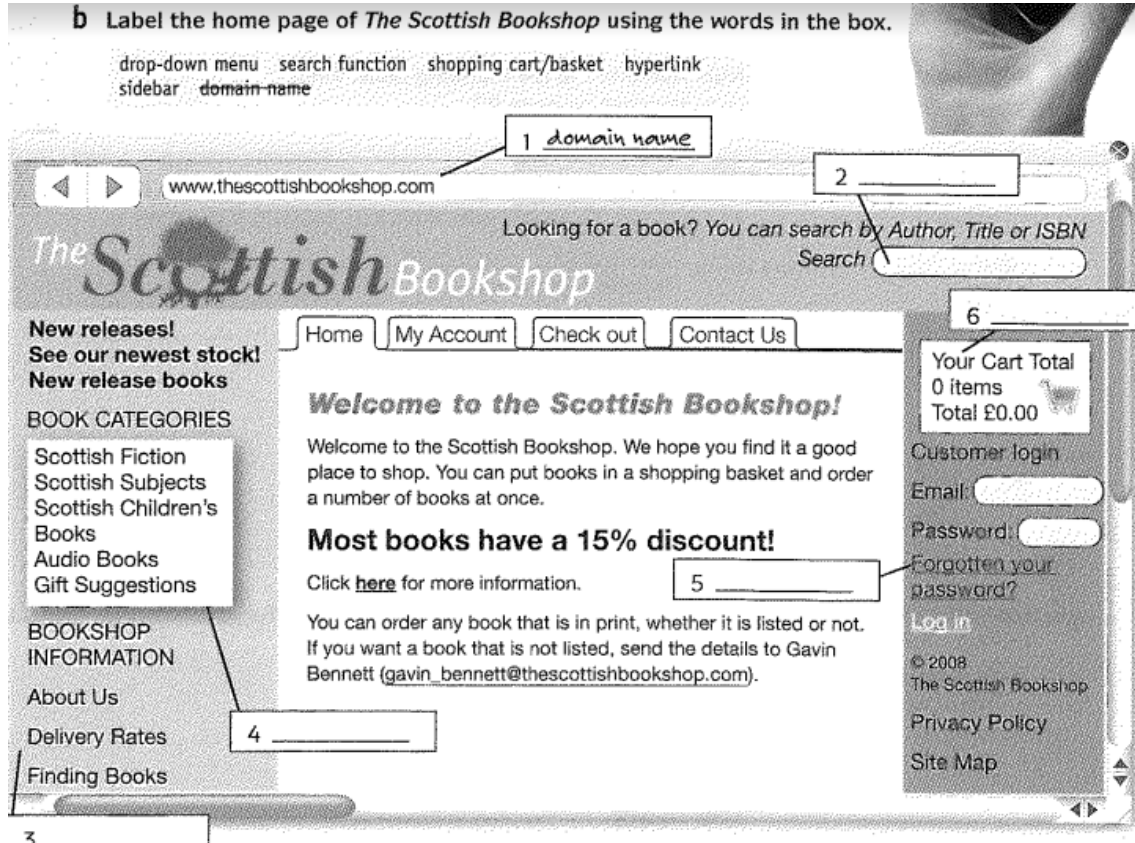 b Label the home page of The Scottish Bookshop using the words in the box.
drop-down menu search function shopping cart/basket hyperlink
sidebar domain name
1 domain name
www.thescottishbookshop.com
2
Looking for a book? You can search by Author, Title or ISBN
Search
The Scottish Bookshop
New releases!
See our newest stock!
New release books
BOOK CATEGORIES
Scottish Fiction
Scottish Subjects
Scottish Children's
Books
Audio Books
Gift Suggestions
BOOKSHOP
INFORMATION
About Us
Delivery Rates
Finding Books
3
4
Home My Account Check out Contact Us
Welcome to the Scottish Bookshop!
Welcome to the Scottish Bookshop. We hope you find it a good
place to shop. You can put books in a shopping basket and order
a number of books at once.
Most books have a 15% discount!
Click here for more information.
5
You can order any book that is in print, whether it is listed or not.
If you want a book that is not listed, send the details to Gavin
Bennett (gavin_bennett@thescottishbookshop.com).
6
Your Cart Total
0 items
Total £0.00
Customer login
Email:
Password:
Forgotten your
password?
Log in
© 2008
The Scottish Bookshop
Privacy Policy
Site Map